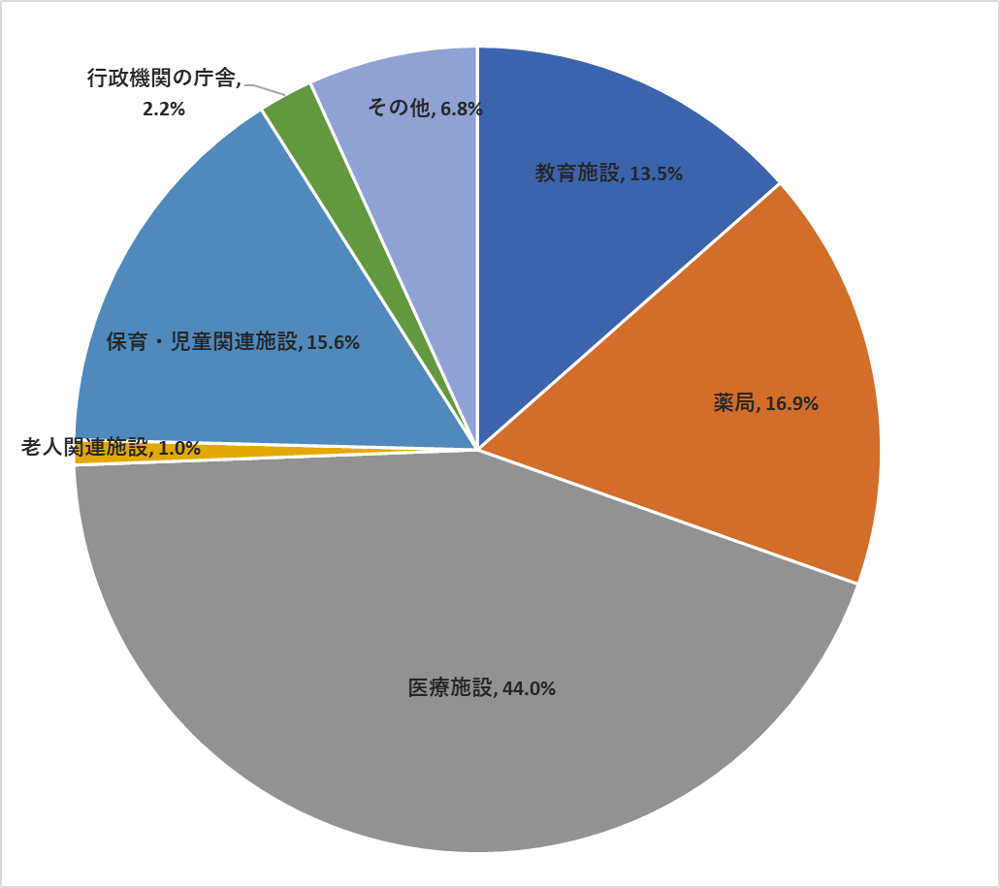 行政機関の庁舎,
2.2%
その他, 6.8%
教育施設, 13.5%
保育・児童関連施設, 15.6%
薬局, 16.9%
老人関連施設, 1.0%
医療施設, 44.0%